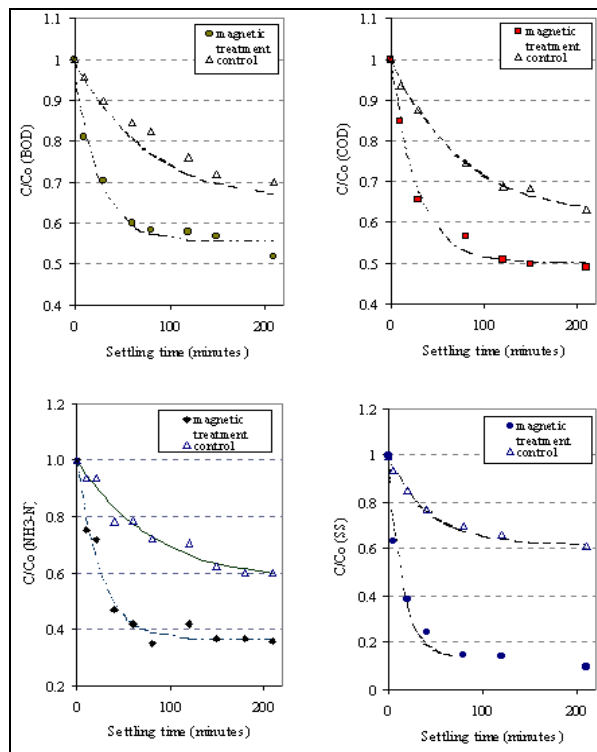 1.1
1
0.9
0.8
0.7
0.6
0.5
0.4
C/Co (BOD)
magnetic
treatment
control
0 100 200
Settling time (minutes)
1.1
1
0.9
0.8
0.7
0.6
0.5
0.4
C/Co (COD)
magnetic
treatment
control
0 100 200
Settling time (minutes)
1.2
1.0
0.8
0.6
0.4
0.2
C/Co (NH3-N)
magnetic
treatment
control
0 100 200
Settling time (minutes)
1.2
1
0.8
0.6
0.4
0.2
0
C/Co (SS)
magnetic
treatment
control
0 100 200
Settling time (minutes)